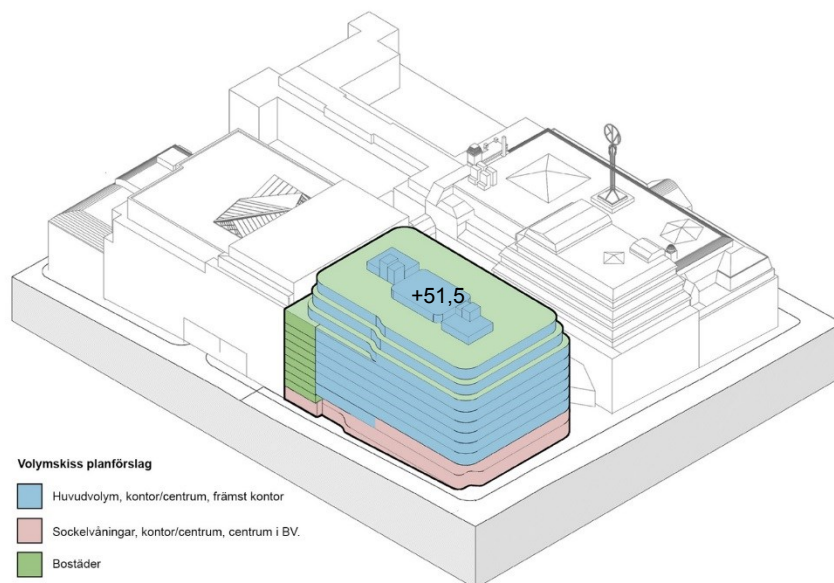 +51,5
Volymskiss planförslag
Huvudvolym, kontor/centrum, främst kontor
Sockelvåningar, kontor/centrum, centrum i BV.
Bostäder